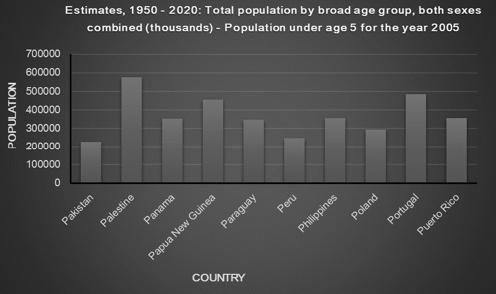 Estimates, 1950 - 2020: Total population by broad age group, both sexes
combined (thousands) - Population under age 5 for the year 2005
700000
600000
500000
400000
300000
200000
100000
0
POPULATION
Pakistan
Palestine
Panama
Papua New Guinea
Paraguay
Peru
Philippines
Poland
Portugal
Puerto Rico
COUNTRY